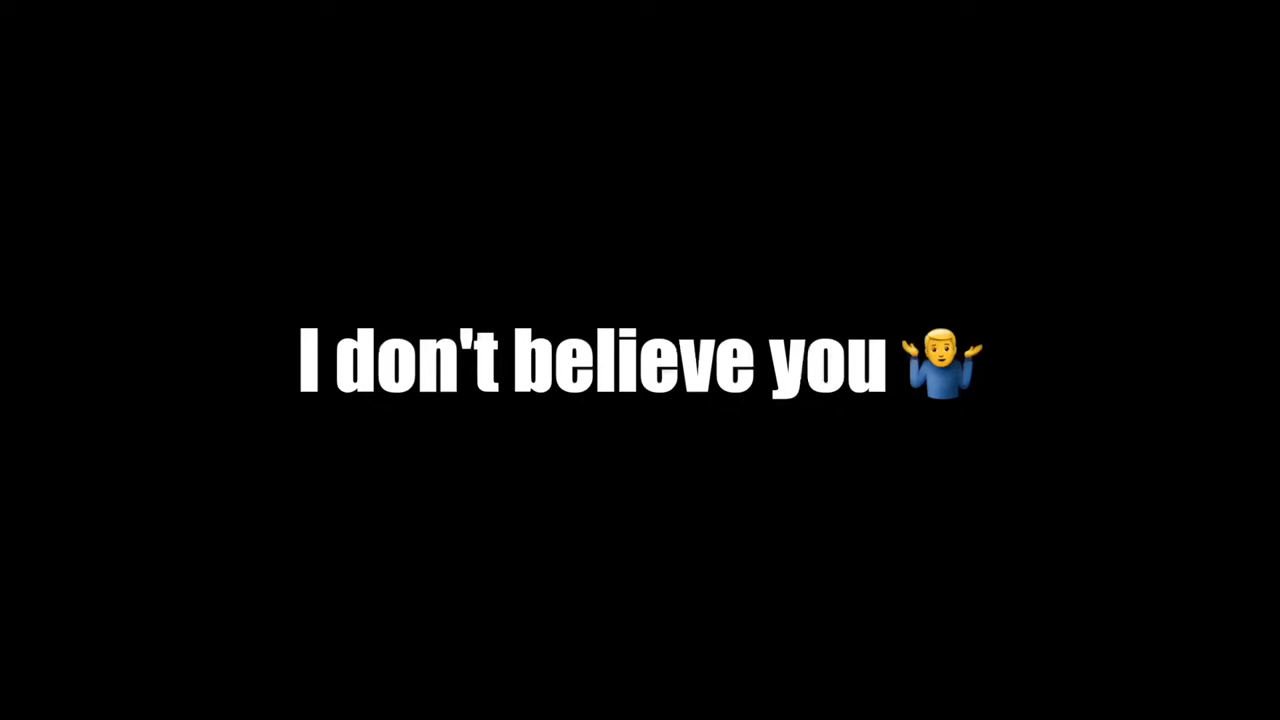 I don't believe you 🤷‍♂️